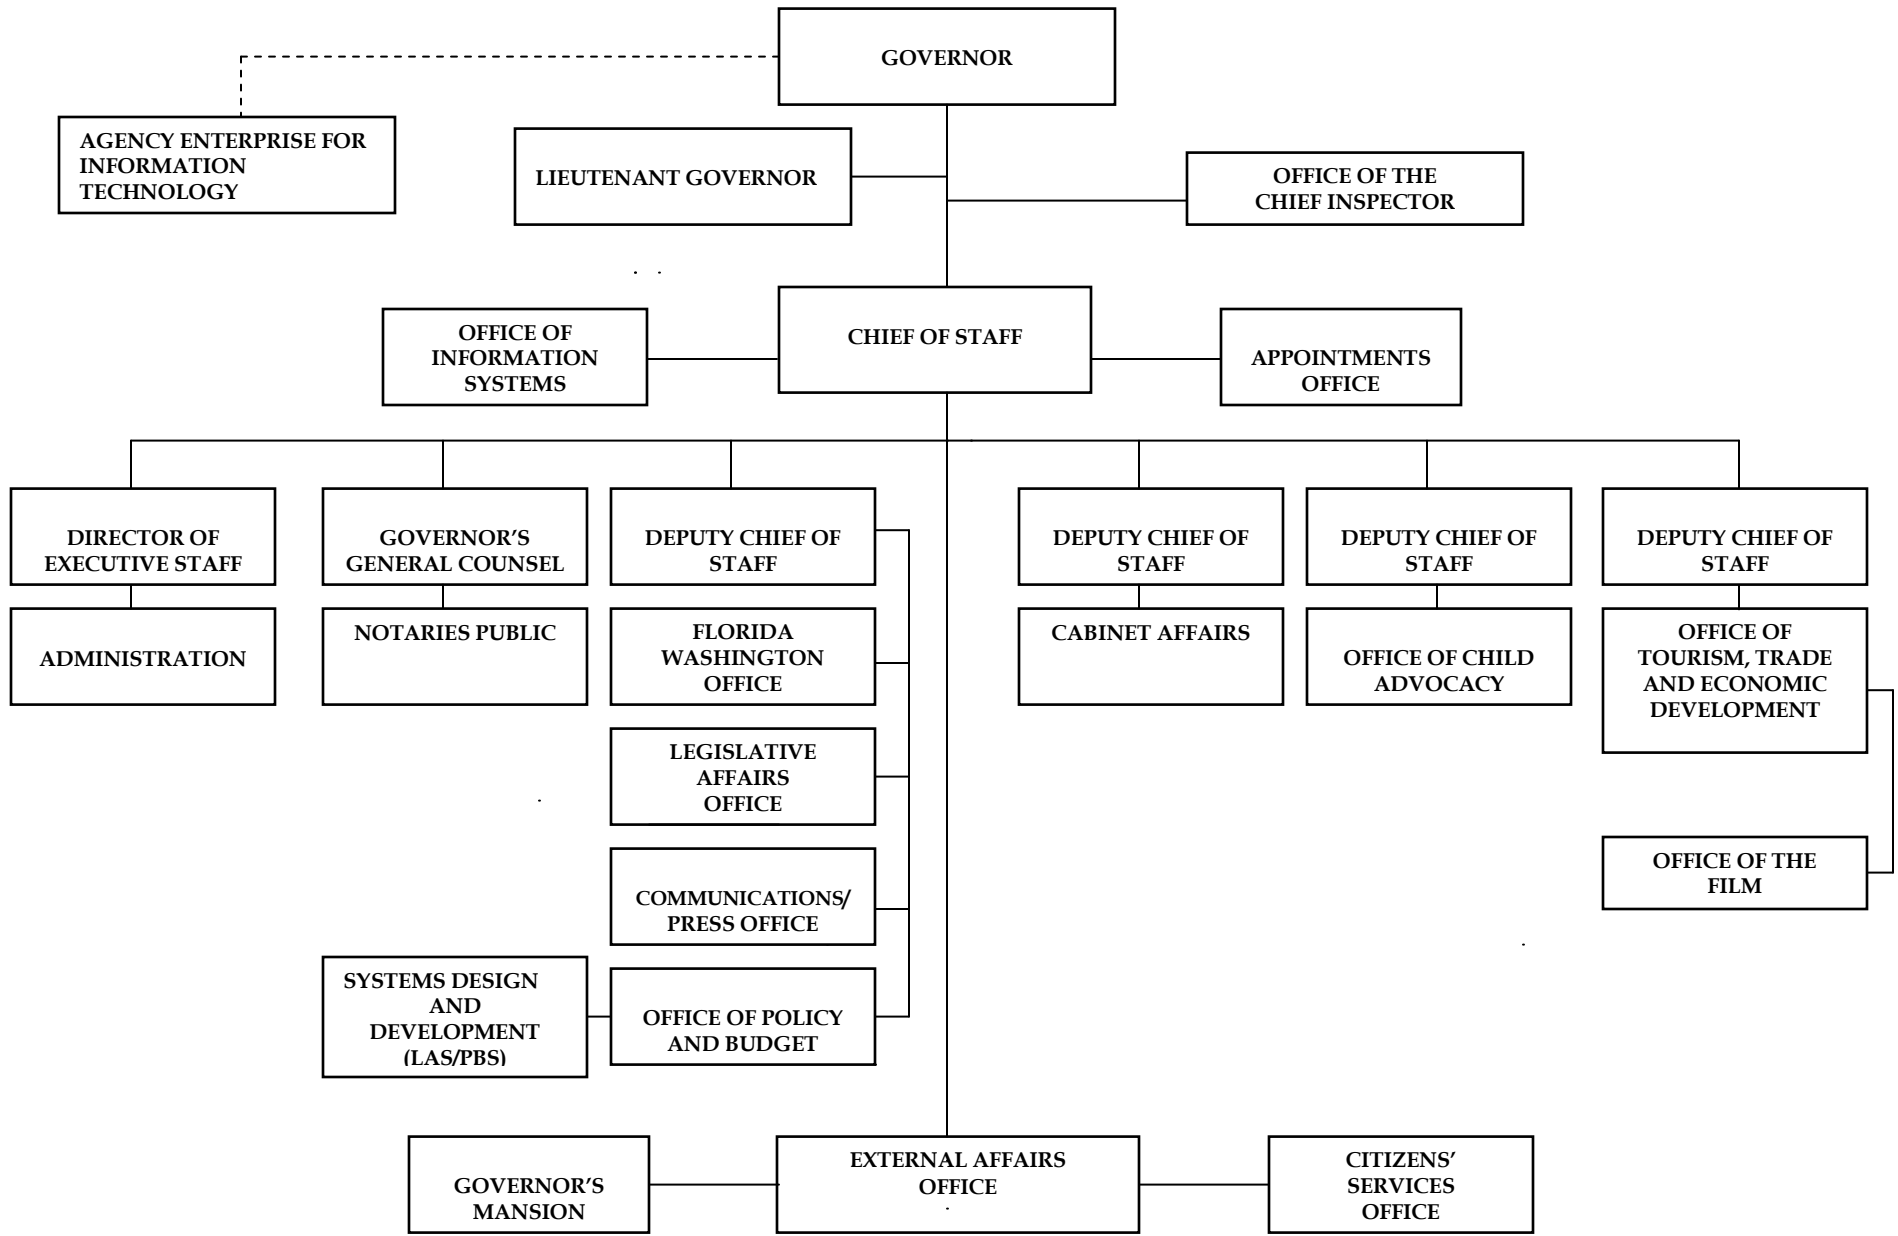 GOVERNOR
AGENCY ENTERPRISE FOR
INFORMATION
TECHNOLOGY
LIEUTENANT GOVERNOR
OFFICE OF THE
CHIEF INSPECTOR
OFFICE OF
INFORMATION
SYSTEMS
CHIEF OF STAFF
APPOINTMENTS
OFFICE
DIRECTOR OF
EXECUTIVE STAFF
GOVERNOR'S
GENERAL COUNSEL
DEPUTY CHIEF OF
STAFF
DEPUTY CHIEF OF
STAFF
DEPUTY CHIEF OF
STAFF
DEPUTY CHIEF OF
STAFF
ADMINISTRATION
NOTARIES PUBLIC
FLORIDA
WASHINGTON
OFFICE
CABINET AFFAIRS
OFFICE OF CHILD
ADVOCACY
OFFICE OF
TOURISM, TRADE
AND ECONOMIC
DEVELOPMENT
LEGISLATIVE
AFFAIRS
OFFICE
COMMUNICATIONS/
PRESS OFFICE
OFFICE OF THE
FILM
SYSTEMS DESIGN
AND
DEVELOPMENT
(LAS/PBS)
OFFICE OF POLICY
AND BUDGET
GOVERNOR'S
MANSION
EXTERNAL AFFAIRS
OFFICE
CITIZENS'
SERVICES
OFFICE